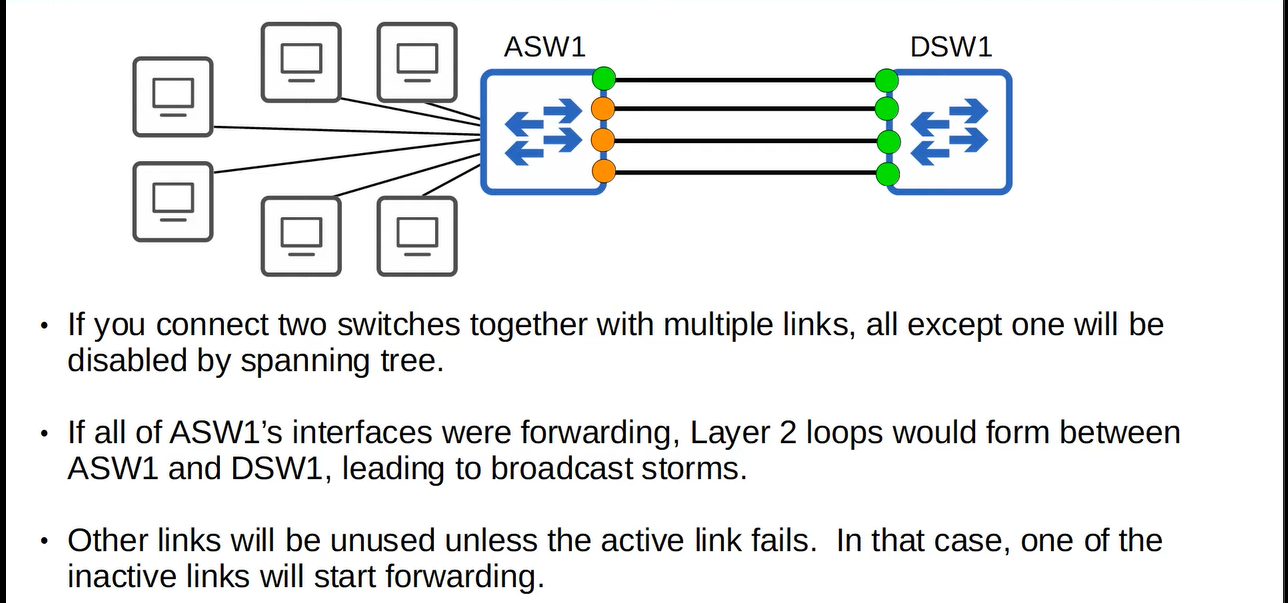 ASW1
DSW1
• If you connect two switches together with multiple links, all except one will be
disabled by spanning tree.
• If all of ASW1’s interfaces were forwarding, Layer 2 loops would form between
ASW1 and DSW1, leading to broadcast storms.
• Other links will be unused unless the active link fails.  In that case, one of the
inactive links will start forwarding.